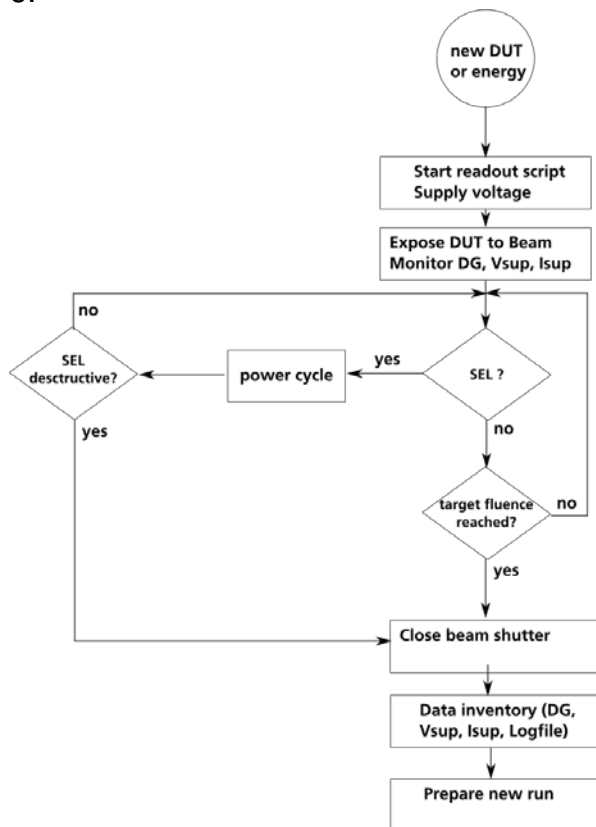 new DUT
or energy
Start readout script
Supply voltage
Expose DUT to Beam
Monitor DG, Vsup, Isup
no
SEL
desctructive?
power cycle
yes
SEL ?
yes
no
target fluence
reached?
no
yes
Close beam shutter
Data inventory (DG,
Vsup, Isup, Logfile)
Prepare new run